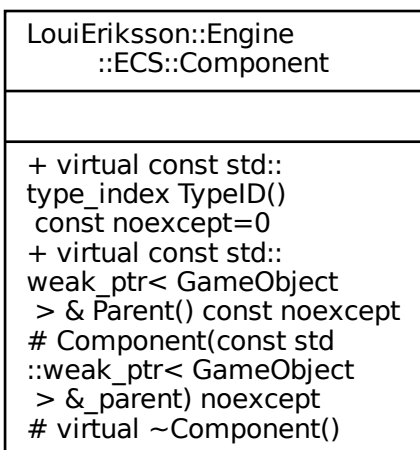 LouiEriksson::Engine
::ECS::Component
+ virtual const std::
type_index TypeID()
const noexcept=0
+ virtual const std::
weak_ptr< GameObject
> & Parent() const noexcept
# Component(const std
::weak_ptr< GameObject
> &_parent) noexcept
# virtual ~Component()